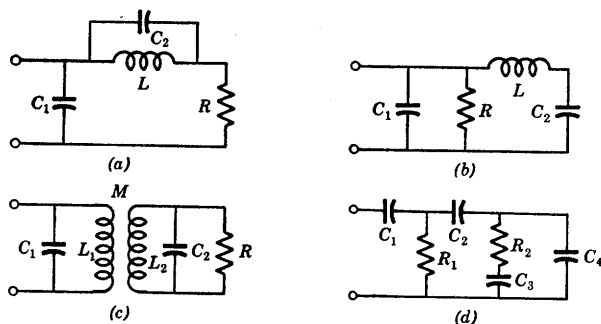 C₂
L
C₁
R
(a)
C₁
R
L
C₂
(b)
M
C₁
L₁
L₂
C₂
R
(c)
C₁
C₂
R₁
R₂
C₃
C₄
(d)